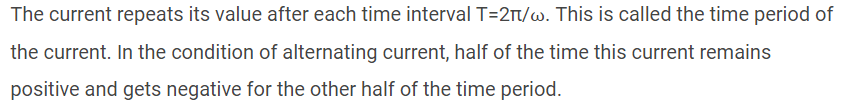 The current repeats its value after each time interval T=2π/ω. This is called the time period of
the current. In the condition of alternating current, half of the time this current remains
positive and gets negative for the other half of the time period.